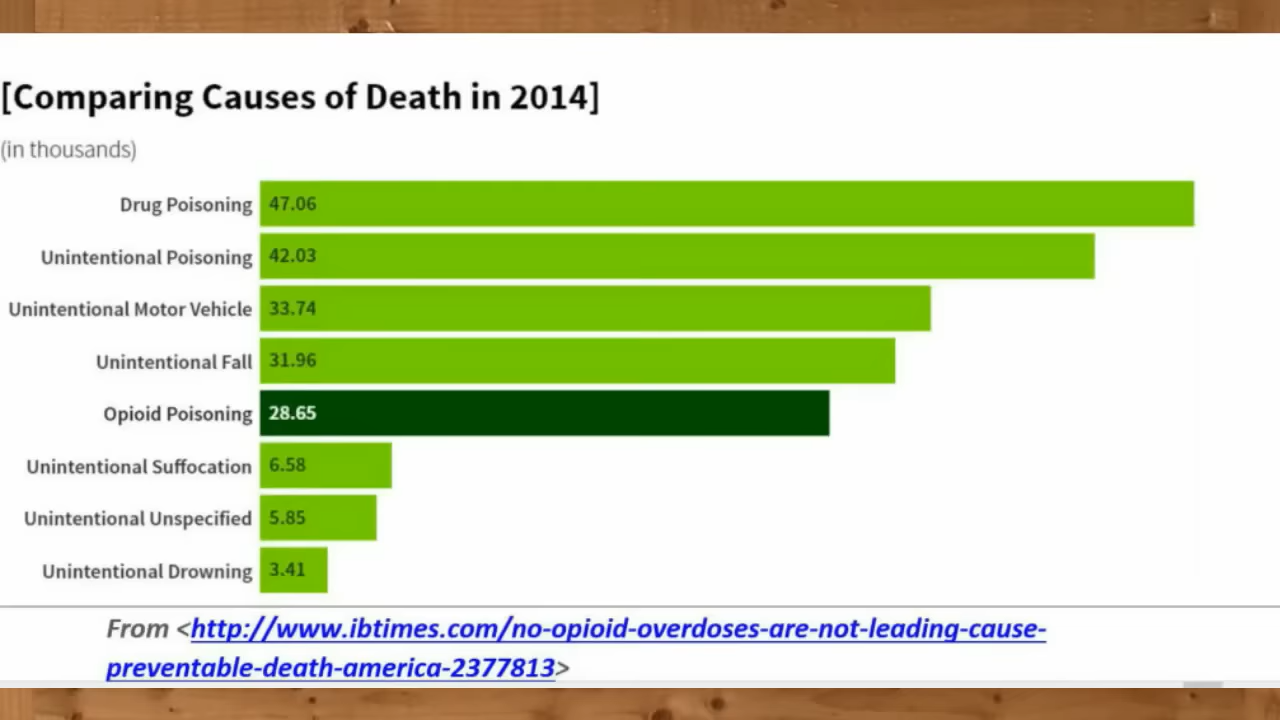 [Comparing Causes of Death in 2014]
(in thousands)
Drug Poisoning 47.06
Unintentional Poisoning 42.03
Unintentional Motor Vehicle 33.74
Unintentional Fall 31.96
Opioid Poisoning 28.65
Unintentional Suffocation 6.58
Unintentional Unspecified 5.85
Unintentional Drowning 3.41
From <http://www.ibtimes.com/no-opioid-overdoses-are-not-leading-cause-
preventable-death-america-2377813>